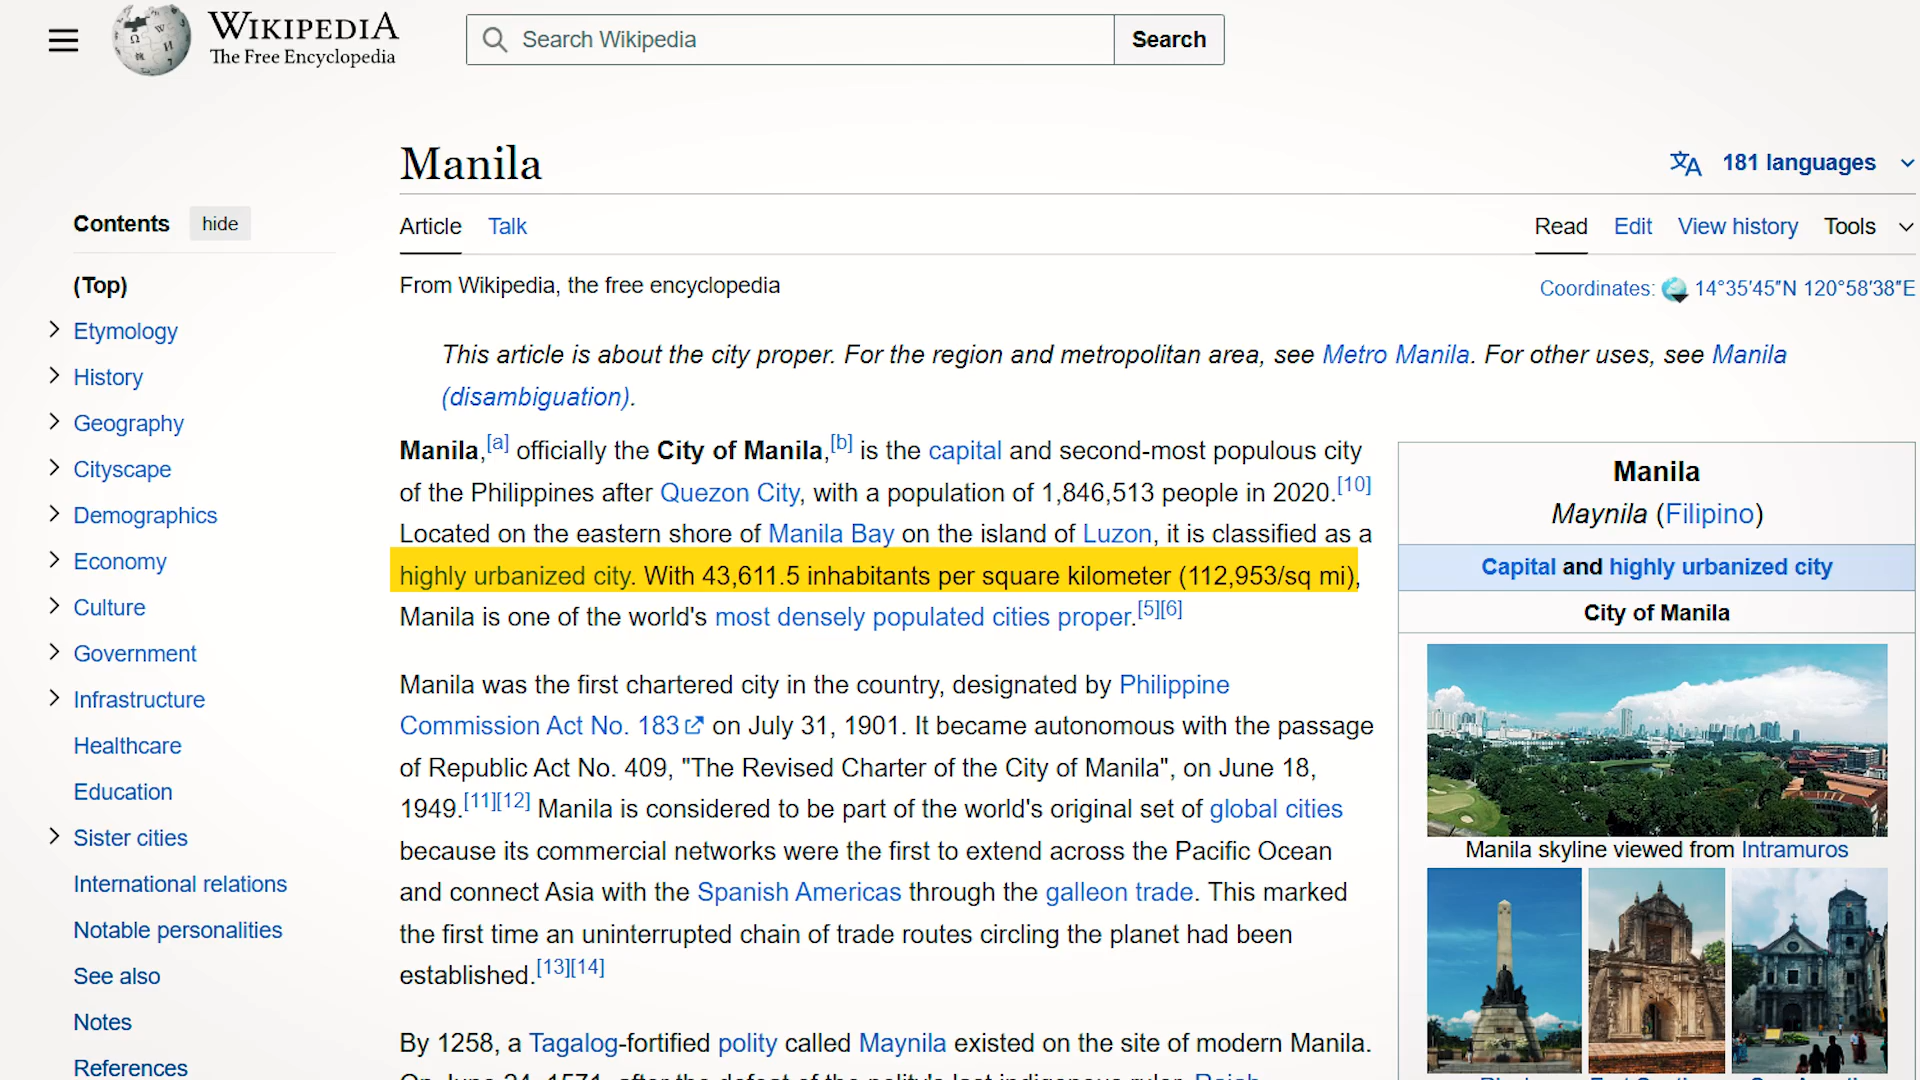 WIKIPEDIA
The Free Encyclopedia
Search Wikipedia
Search
Manila
181 languages
Contents
hide
Article
Talk
Read
Edit
View history
Tools
(Top)
Etymology
History
Geography
Cityscape
Demographics
Economy
Culture
Government
Infrastructure
Healthcare
Education
Sister cities
International relations
Notable personalities
See also
Notes
References
From Wikipedia, the free encyclopedia
Coordinates: 14°35′45″N 120°58′38″E
This article is about the city proper. For the region and metropolitan area, see Metro Manila. For other uses, see Manila
(disambiguation).
Manila,[a] officially the City of Manila,[b] is the capital and second-most populous city
of the Philippines after Quezon City, with a population of 1,846,513 people in 2020.[10]
Located on the eastern shore of Manila Bay on the island of Luzon, it is classified as a
highly urbanized city. With 43,611.5 inhabitants per square kilometer (112,953/sq mi),
Manila is one of the world's most densely populated cities proper.[5][6]
Manila was the first chartered city in the country, designated by Philippine
Commission Act No. 183 on July 31, 1901. It became autonomous with the passage
of Republic Act No. 409, "The Revised Charter of the City of Manila", on June 18,
1949.[11][12] Manila is considered to be part of the world's original set of global cities
because its commercial networks were the first to extend across the Pacific Ocean
and connect Asia with the Spanish Americas through the galleon trade. This marked
the first time an uninterrupted chain of trade routes circling the planet had been
established.[13][14]
By 1258, a Tagalog-fortified polity called Maynila existed on the site of modern Manila.
Manila
Maynila (Filipino)
Capital and highly urbanized city
City of Manila
Manila skyline viewed from Intramuros